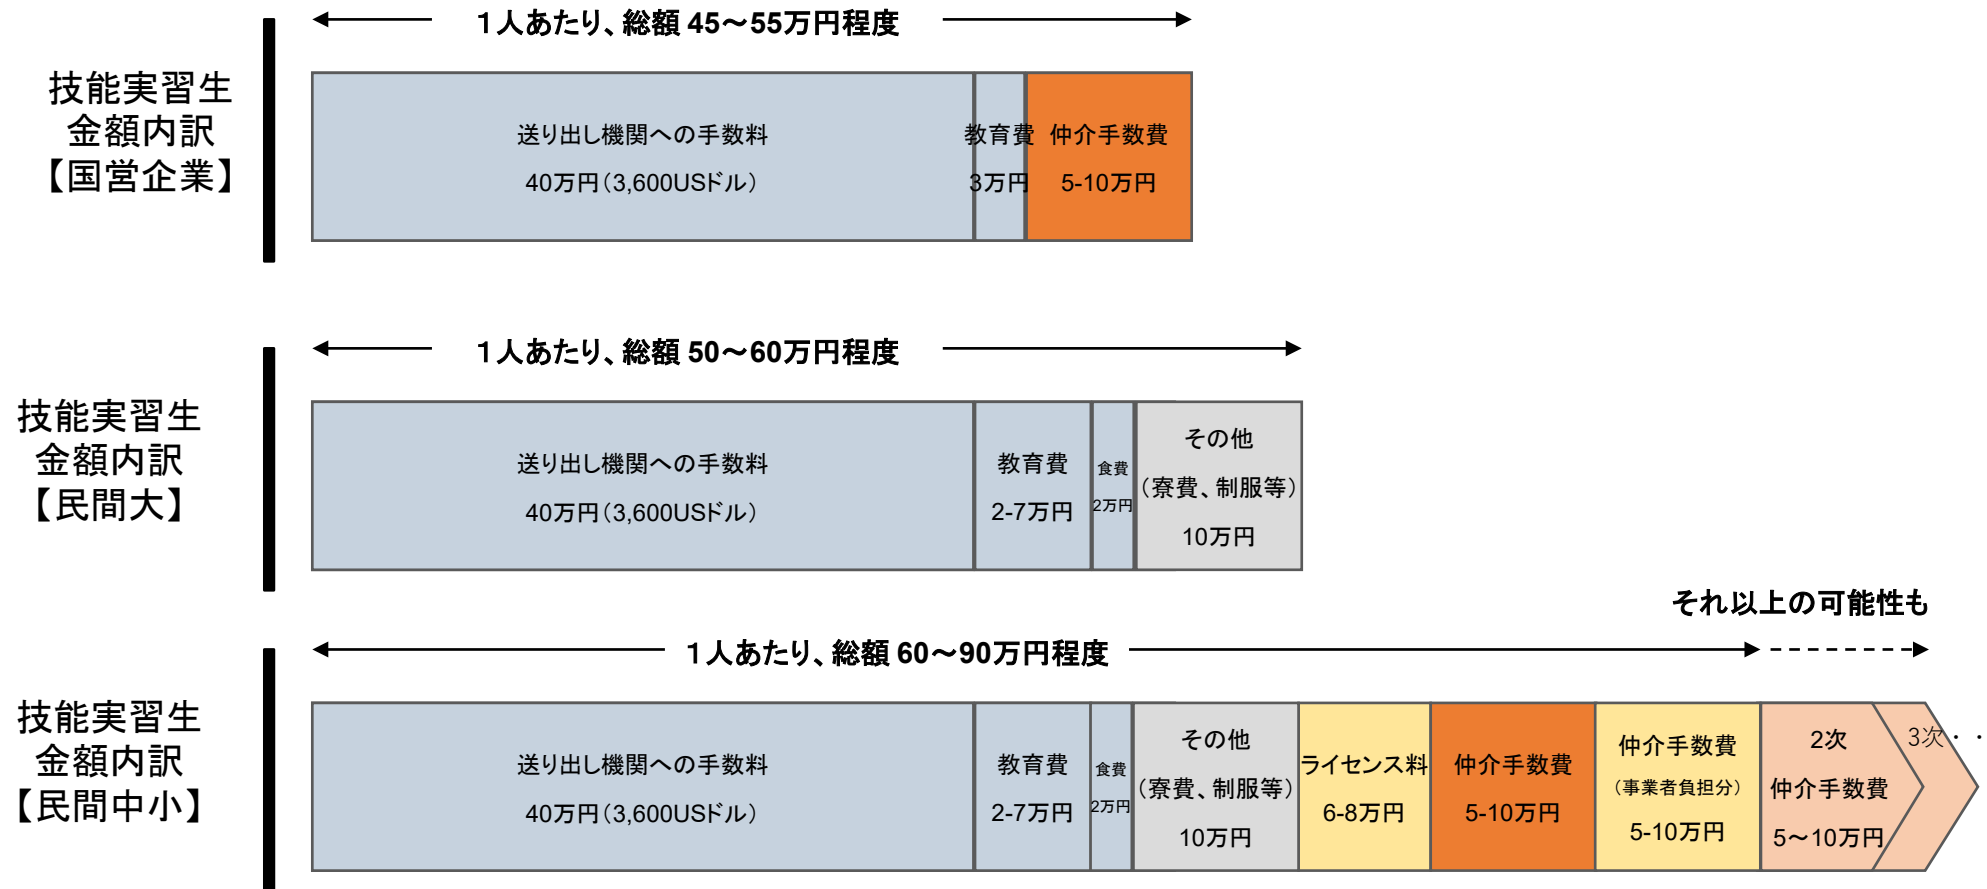 1人あたり、総額 45～55万円程度
技能実習生
金額内訳
【国営企業】
送り出し機関への手数料
40万円（3,600USドル）
教育費
3万円
仲介手数費
5-10万円
1人あたり、総額 50～60万円程度
技能実習生
金額内訳
【民間大】
送り出し機関への手数料
40万円（3,600USドル）
教育費
2-7万円
食費
2万円
その他
（寮費、制服等）
10万円
それ以上の可能性も
1人あたり、総額 60～90万円程度
技能実習生
金額内訳
【民間中小】
送り出し機関への手数料
40万円（3,600USドル）
教育費
2-7万円
食費
2万円
その他
（寮費、制服等）
10万円
ライセンス料
6-8万円
仲介手数費
5-10万円
仲介手数費
（事業者負担分）
5-10万円
2次
仲介手数費
5～10万円
3次・・